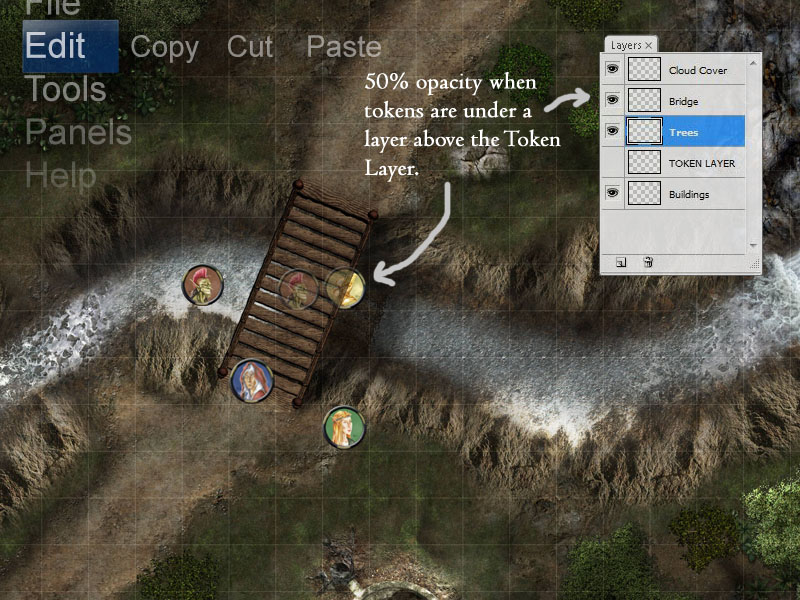 File
Edit Copy Cut Paste
Tools
Panels
Help
50% opacity when
tokens are under a
layer above the Token
Layer.
Layers ×
Cloud Cover
Bridge
Trees
TOKEN LAYER
Buildings